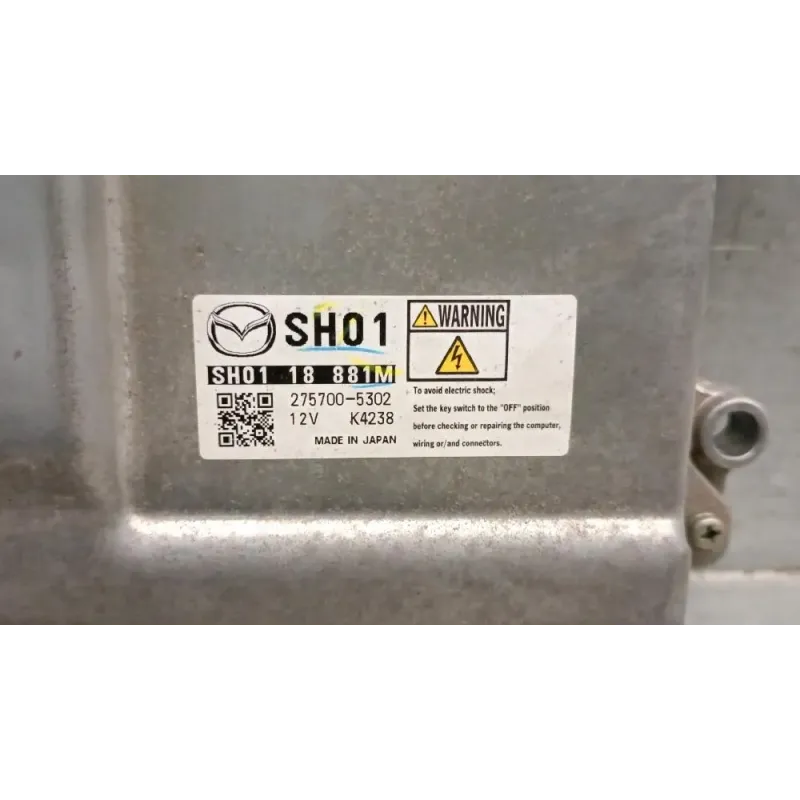 SH01
SH01 18 881M
275700-5302
12V K4238
MADE IN JAPAN
WARNING
To avoid electric shock;
Set the key switch to the "OFF" position
before checking or repairing the computer,
wiring or/and connectors.